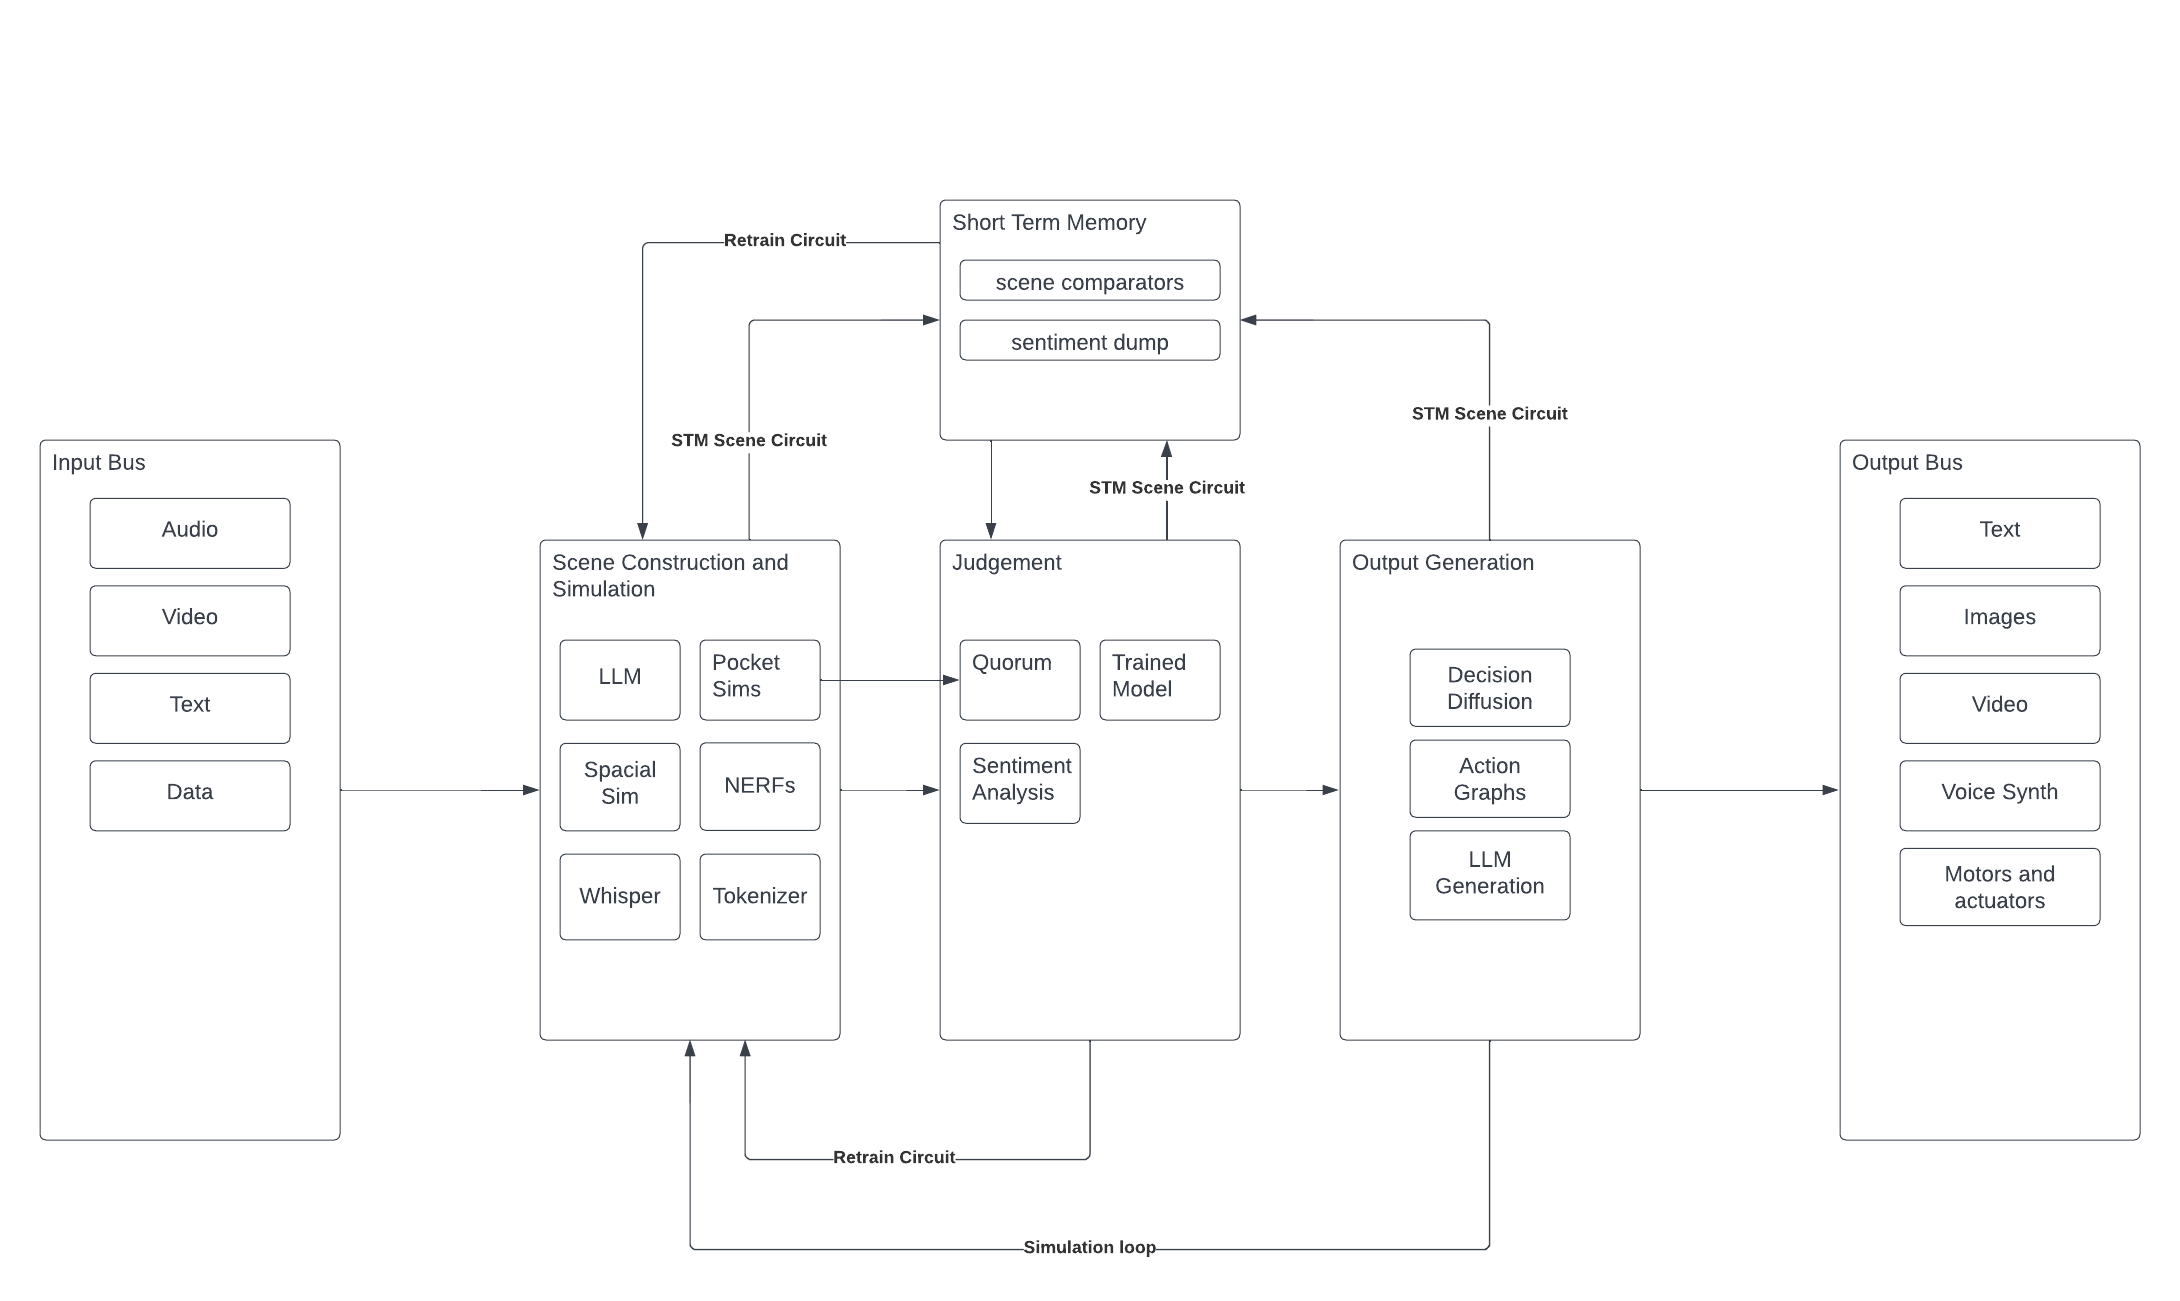 Short Term Memory
Retrain Circuit
scene comparators
sentiment dump
STM Scene Circuit
STM Scene Circuit
STM Scene Circuit
Input Bus
Audio
Video
Text
Data
Scene Construction and
Simulation
LLM
Pocket
Sims
Spacial
Sim
NERFs
Whisper
Tokenizer
Judgement
Quorum
Trained
Model
Sentiment
Analysis
Output Generation
Decision
Diffusion
Action
Graphs
LLM
Generation
Output Bus
Text
Images
Video
Voice Synth
Motors and
actuators
Retrain Circuit
Simulation loop